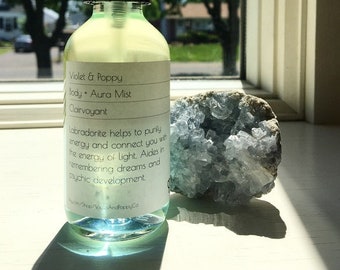 Violet & Poppy
Body + Aura Mist
Clairvoyant
Labradorite helps to purify
energy and connect you with
the energy of light. Aides in
remembering dreams and
psychic development.